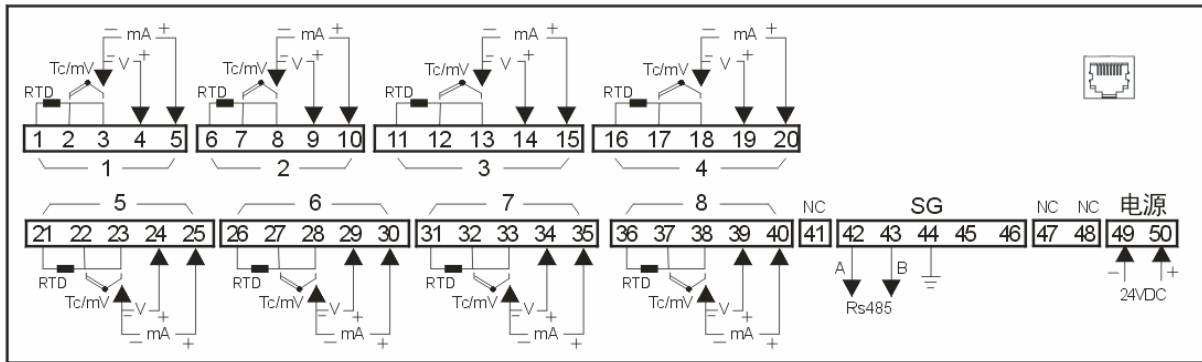 − mA + − mA + − mA + − mA +
− V + − V + − V + − V +
Tc/mV Tc/mV Tc/mV Tc/mV
RTD RTD RTD RTD
1 2 3 4 5 6 7 8 9 10 11 12 13 14 15 16 17 18 19 20
1 2 3 4
5 6 7 8 NC SG NC NC 电源
21 22 23 24 25 26 27 28 29 30 31 32 33 34 35 36 37 38 39 40 41 42 43 44 45 46 47 48 49 50
RTD RTD RTD RTD A B − +
Tc/mV − V + Tc/mV − V + Tc/mV − V + Tc/mV − V + Rs485 24VDC
− mA + − mA + − mA + − mA +